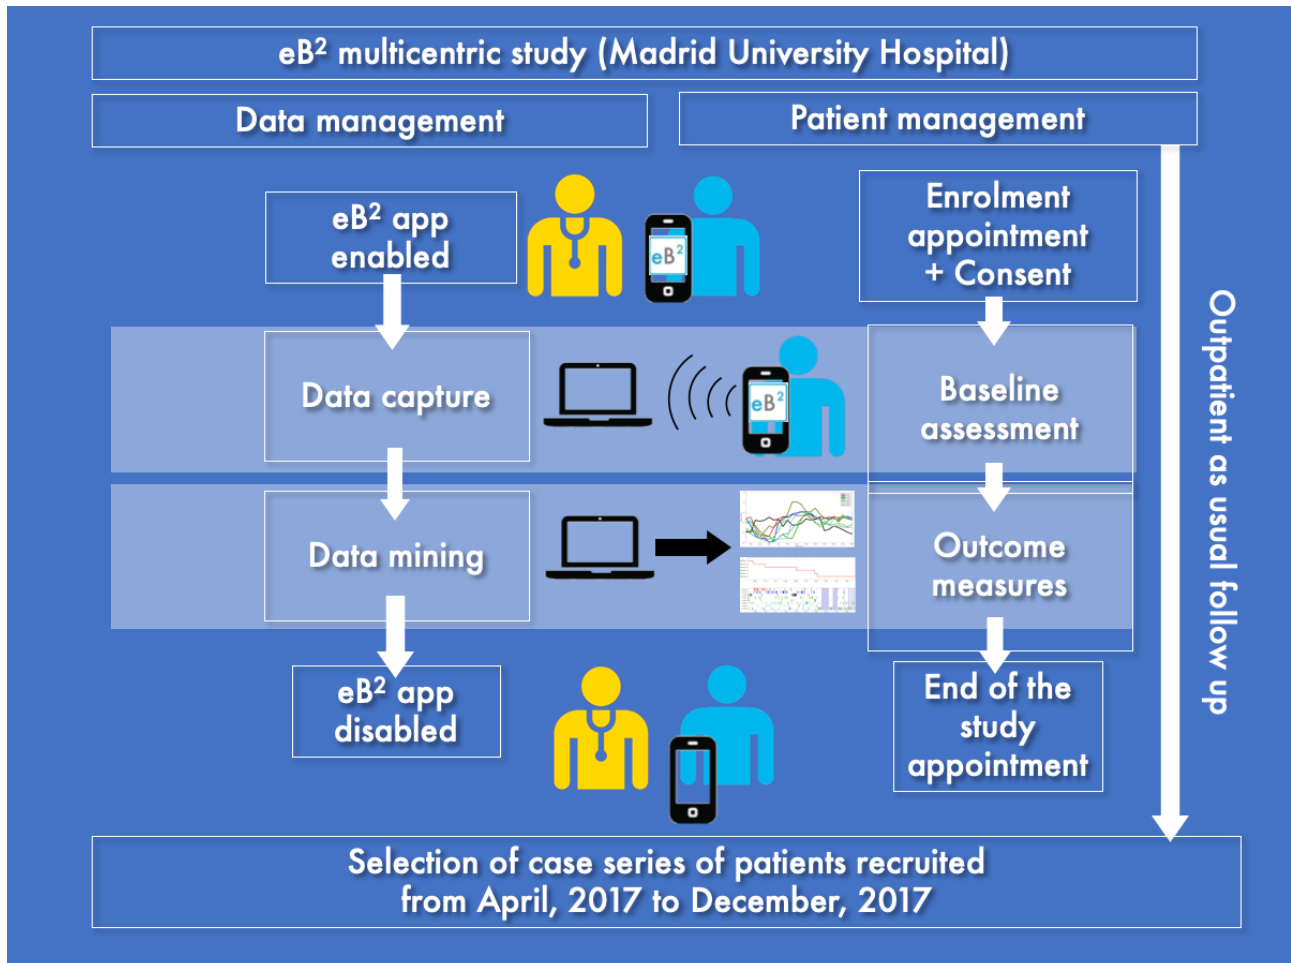 eB² multicentric study (Madrid University Hospital)
Data management
Patient management
eB² app
enabled
eB²
Enrolment
appointment
+ Consent
Data capture
eB²
Baseline
assessment
Data mining
Outcome
measures
eB² app
disabled
End of the
study
appointment
Outpatient as usual follow up
Selection of case series of patients recruited
from April, 2017 to December, 2017